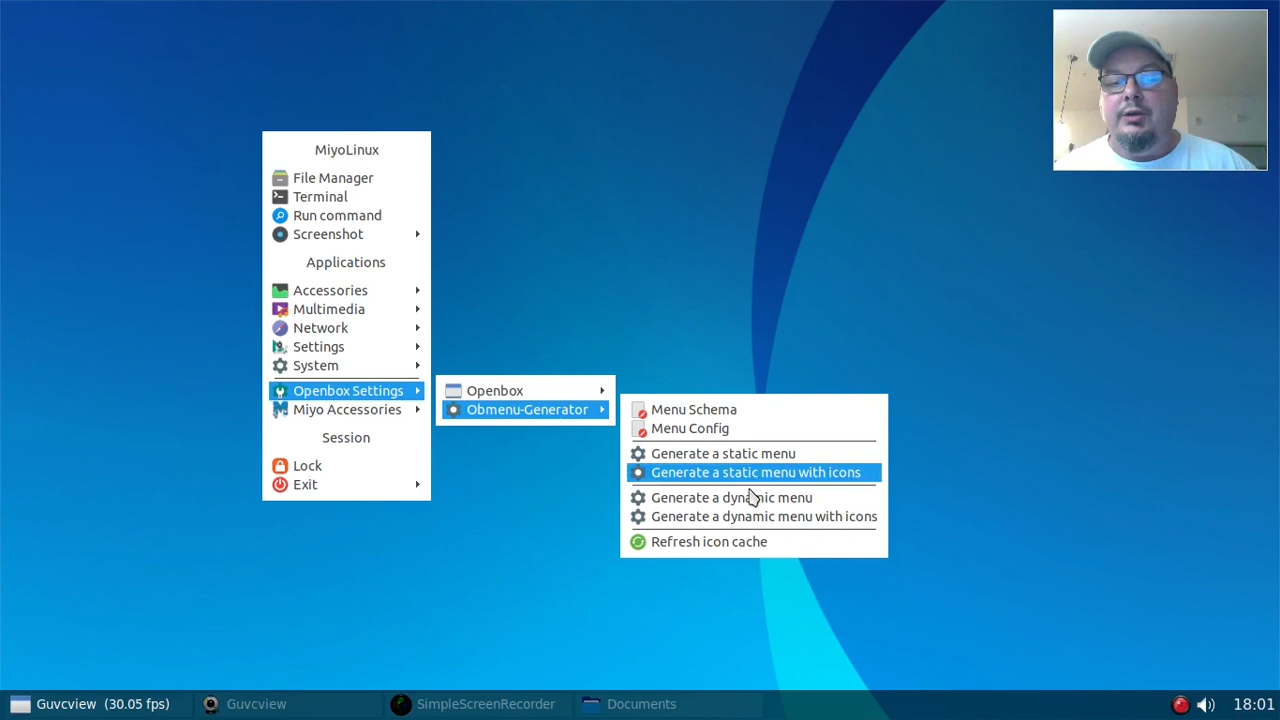 MiyoLinux
File Manager
Terminal
Run command
Screenshot
Applications
Accessories
Multimedia
Network
Settings
System
Openbox Settings
Miyo Accessories
Session
Lock
Exit
Openbox
Obmenu-Generator
Menu Schema
Menu Config
Generate a static menu
Generate a static menu with icons
Generate a dynamic menu
Generate a dynamic menu with icons
Refresh icon cache
Guvcview (30.05 fps)
Guvcview
SimpleScreenRecorder
Documents
18:01